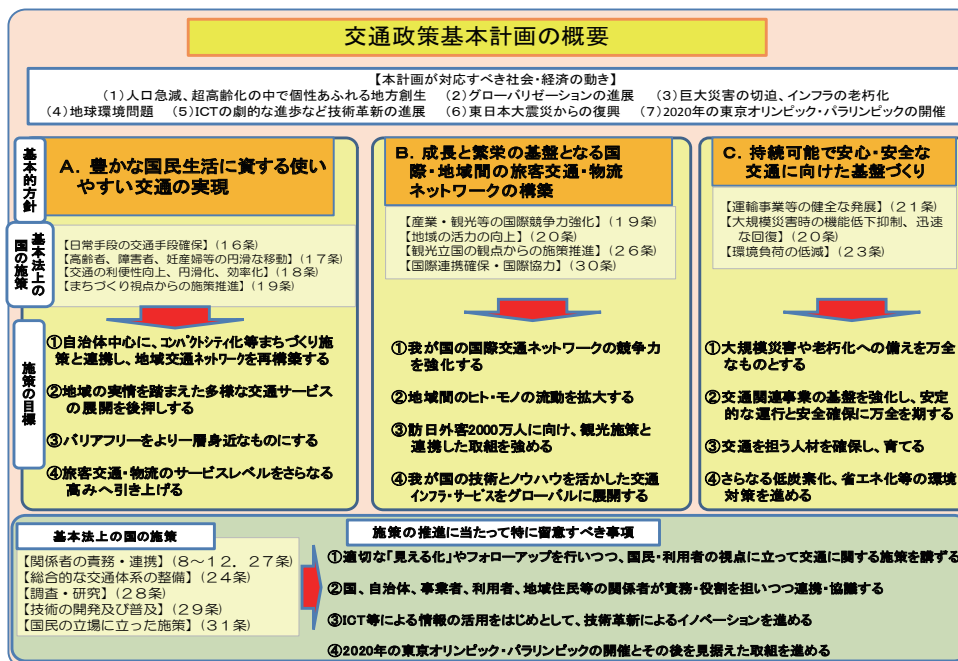 交通政策基本計画の概要
【本計画が対応すべき社会・経済の動き】
(1)人口急減、超高齢化の中で個性あふれる地方創生　(2)グローバリゼーションの進展　(3)巨大災害の切迫、インフラの老朽化
(4)地球環境問題　(5)ICTの劇的な進歩など技術革新の進展　(6)東日本大震災からの復興　(7)2020年の東京オリンピック・パラリンピックの開催
基本的方針
A．豊かな国民生活に資する使い
やすい交通の実現
B．成長と繁栄の基盤となる国
際・地域間の旅客交通・物流
ネットワークの構築
C．持続可能で安心・安全な
交通に向けた基盤づくり
基本法上の
国の施策
【日常手段の交通手段確保】(16条)
【高齢者、障害者、妊産婦等の円滑な移動】(17条)
【交通の利便性向上、円滑化、効率化】(18条)
【まちづくり視点からの施策推進】(19条)
【産業・観光等の国際競争力強化】(19条)
【地域の活力の向上】(20条)
【観光立国の観点からの施策推進】(26条)
【国際連携確保・国際協力】(30条)
【運輸事業等の健全な発展】(21条)
【大規模災害時の機能低下抑制、迅速
な回復】(20条)
【環境負荷の低減】(23条)
施策の目標
①自治体中心に、コンパクトシティ化等まちづくり施
策と連携し、地域交通ネットワークを再構築する
②地域の実情を踏まえた多様な交通サービス
の展開を後押しする
③バリアフリーをより一層身近なものにする
④旅客交通・物流のサービスレベルをさらなる
高みへ引き上げる
①我が国の国際交通ネットワークの競争力
を強化する
②地域間のヒト・モノの流動を拡大する
③訪日外客2000万人に向け、観光施策と
連携した取組を強める
④我が国の技術とノウハウを活かした交通
インフラ・サービスをグローバルに展開する
①大規模災害や老朽化への備えを万全
なものとする
②交通関連事業の基盤を強化し、安定
的な運行と安全確保に万全を期する
③交通を担う人材を確保し、育てる
④さらなる低炭素化、省エネ化等の環境
対策を進める
基本法上の国の施策
【関係者の責務・連携】(8～12．27条)
【総合的な交通体系の整備】(24条)
【調査・研究】(28条)
【技術の開発及び普及】(29条)
【国民の立場に立った施策】(31条)
施策の推進に当たって特に留意すべき事項
①適切な「見える化」やフォローアップを行いつつ、国民・利用者の視点に立って交通に関する施策を講ずる
②国、自治体、事業者、利用者、地域住民等の関係者が責務・役割を担いつつ連携・協議する
③ICT等による情報の活用をはじめとして、技術革新によるイノベーションを進める
④2020年の東京オリンピック・パラリンピックの開催とその後を見据えた取組を進める